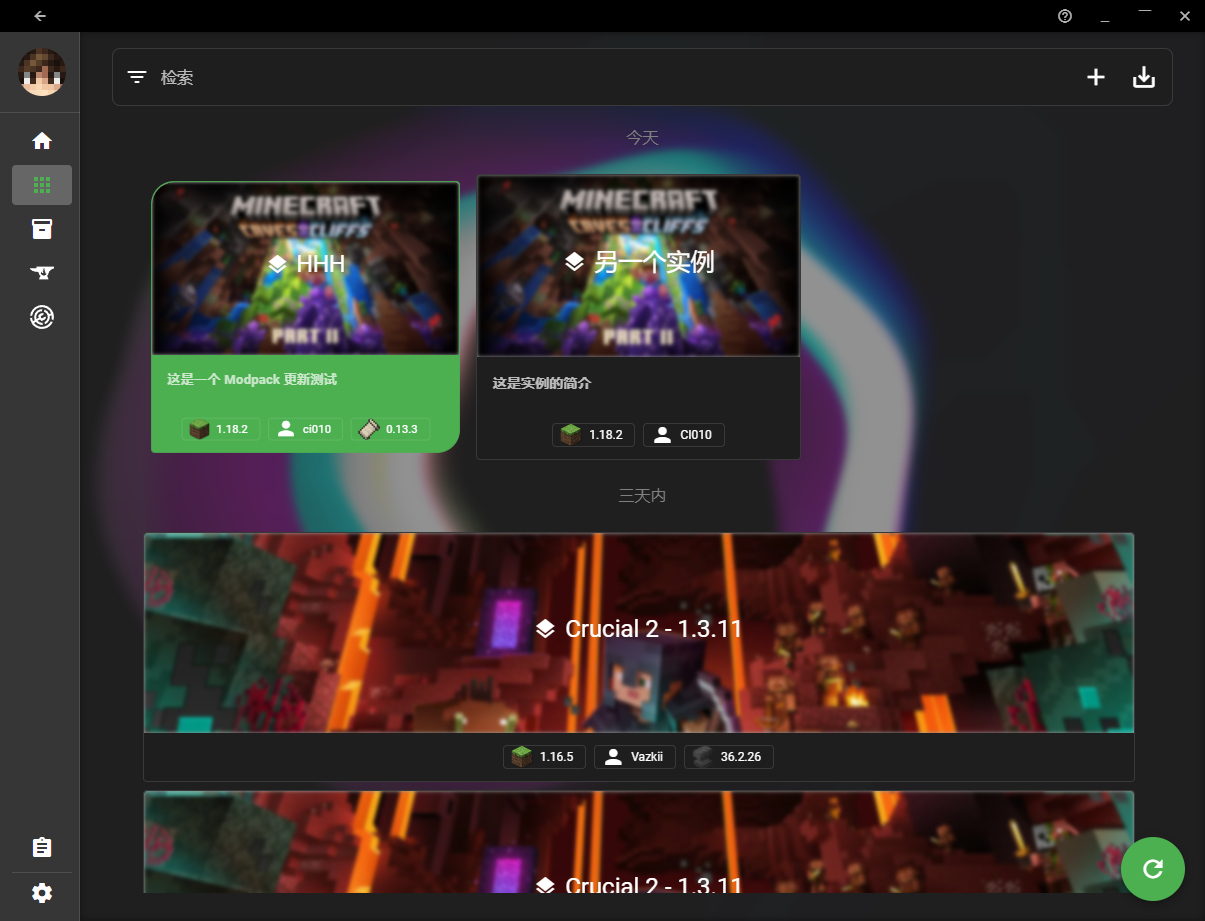 检索
今天
MINECRAFT
CAVES & CLIFFS
HHH
PART II
这是一个 Modpack 更新测试
1.18.2
ci010
0.13.3
MINECRAFT
CAVES & CLIFFS
另一个实例
PART II
这是实例的简介
1.18.2
CI010
三天内
Crucial 2 - 1.3.11
1.16.5
Vazkii
36.2.26
Crucial 2 - 1.3.11